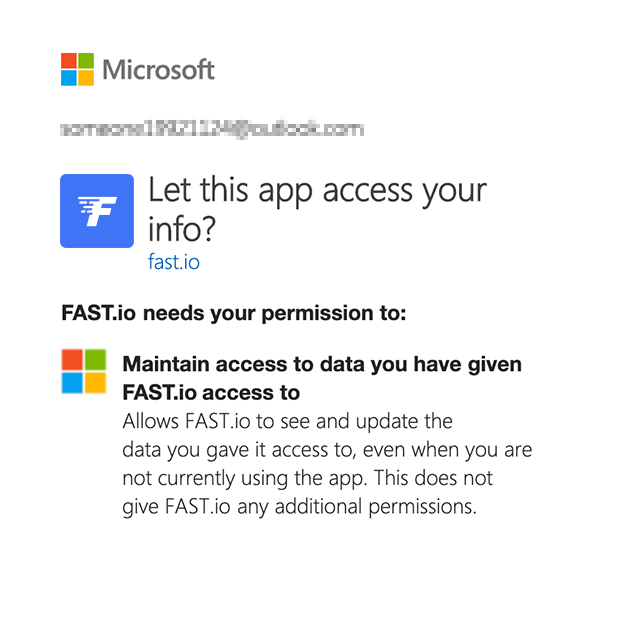 Microsoft
Let this app access your
info?
fast.io
FAST.io needs your permission to:
Maintain access to data you have given
FAST.io access to
Allows FAST.io to see and update the
data you gave it access to, even when you are
not currently using the app. This does not
give FAST.io any additional permissions.